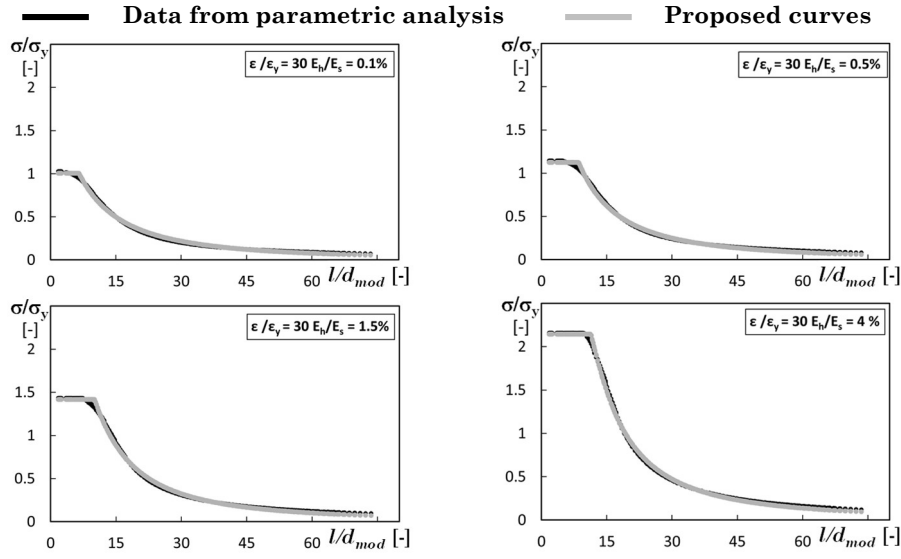 Data from parametric analysis Proposed curves
σ/σy
[-]
ε /εy = 30 Eh/Es = 0.1%
2
1.5
1
0.5
0
0 15 30 45 60 l/dmod [-]
σ/σy
[-]
ε /εy = 30 Eh/Es = 0.5%
2
1.5
1
0.5
0
0 15 30 45 60 l/dmod [-]
σ/σy
[-]
ε /εy = 30 Eh/Es = 1.5%
2
1.5
1
0.5
0
0 15 30 45 60 l/dmod [-]
σ/σy
[-]
ε /εy = 30 Eh/Es = 4 %
2
1.5
1
0.5
0
0 15 30 45 60 l/dmod [-]